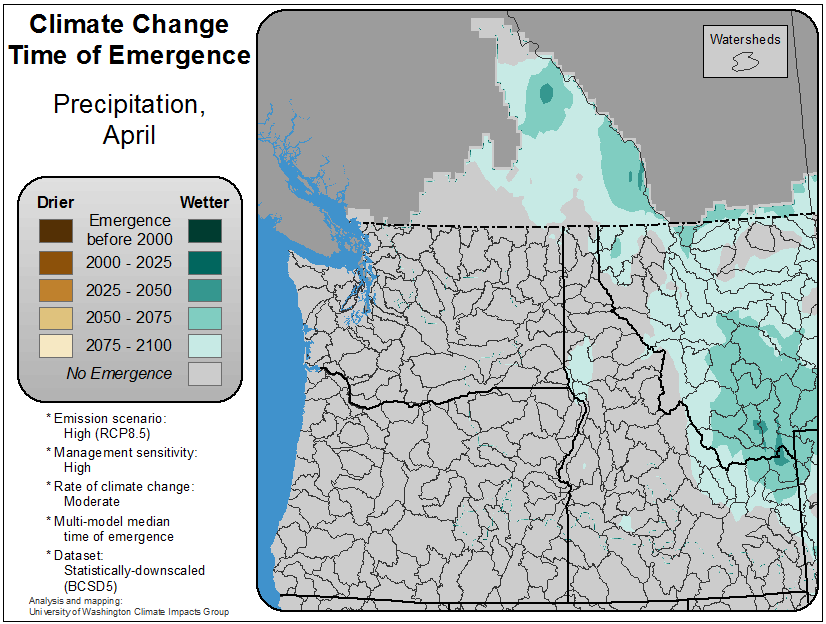 Climate Change
Time of Emergence
Precipitation,
April
Watersheds
Drier
Wetter
Emergence
before 2000
2000 - 2025
2025 - 2050
2050 - 2075
2075 - 2100
No Emergence
* Emission scenario:
High (RCP8.5)
* Management sensitivity:
High
* Rate of climate change:
Moderate
* Multi-model median
time of emergence
* Dataset:
Statistically-downscaled
(BCSD5)
Analysis and mapping:
University of Washington Climate Impacts Group